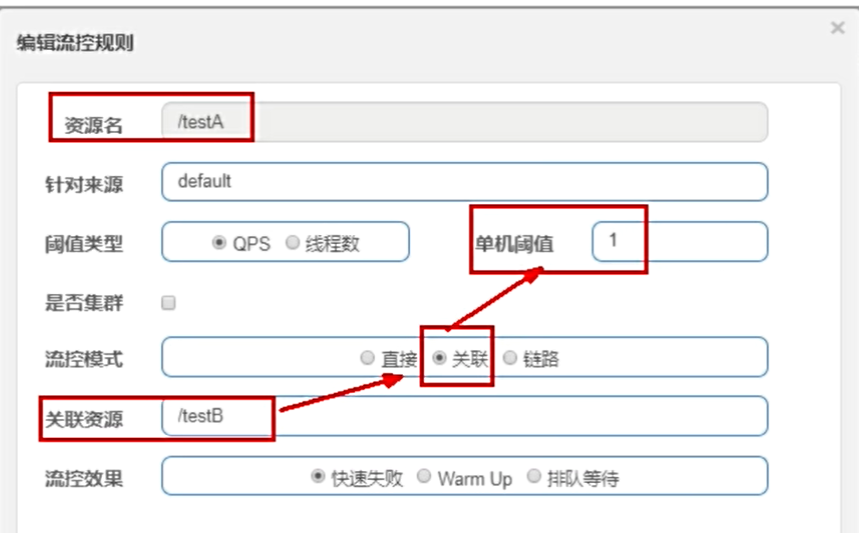 编辑流控规则 ×
资源名 /testA
针对来源 default
阈值类型 QPS 线程数 单机阈值 1
是否集群
流控模式 直接 关联 链路
关联资源 /testB
流控效果 快速失败 Warm Up 排队等待